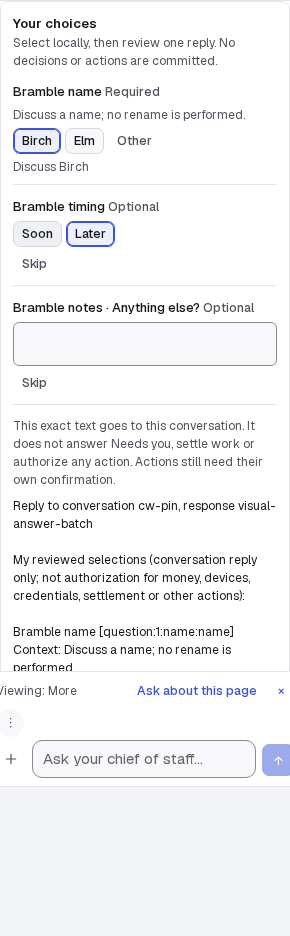 Your choices
Select locally, then review one reply. No
decisions or actions are committed.
Bramble name Required
Discuss a name; no rename is performed.
Birch Elm Other
Discuss Birch
Bramble timing Optional
Soon Later
Skip
Bramble notes · Anything else? Optional
Skip
This exact text goes to this conversation. It
does not answer Needs you, settle work or
authorize any action. Actions still need their
own confirmation.
Reply to conversation cw-pin, response visual-
answer-batch
My reviewed selections (conversation reply
only; not authorization for money, devices,
credentials, settlement or other actions):
Bramble name [question:1:name:name]
Context: Discuss a name; no rename is
performed
Viewing: More Ask about this page ×
Ask your chief of staff...